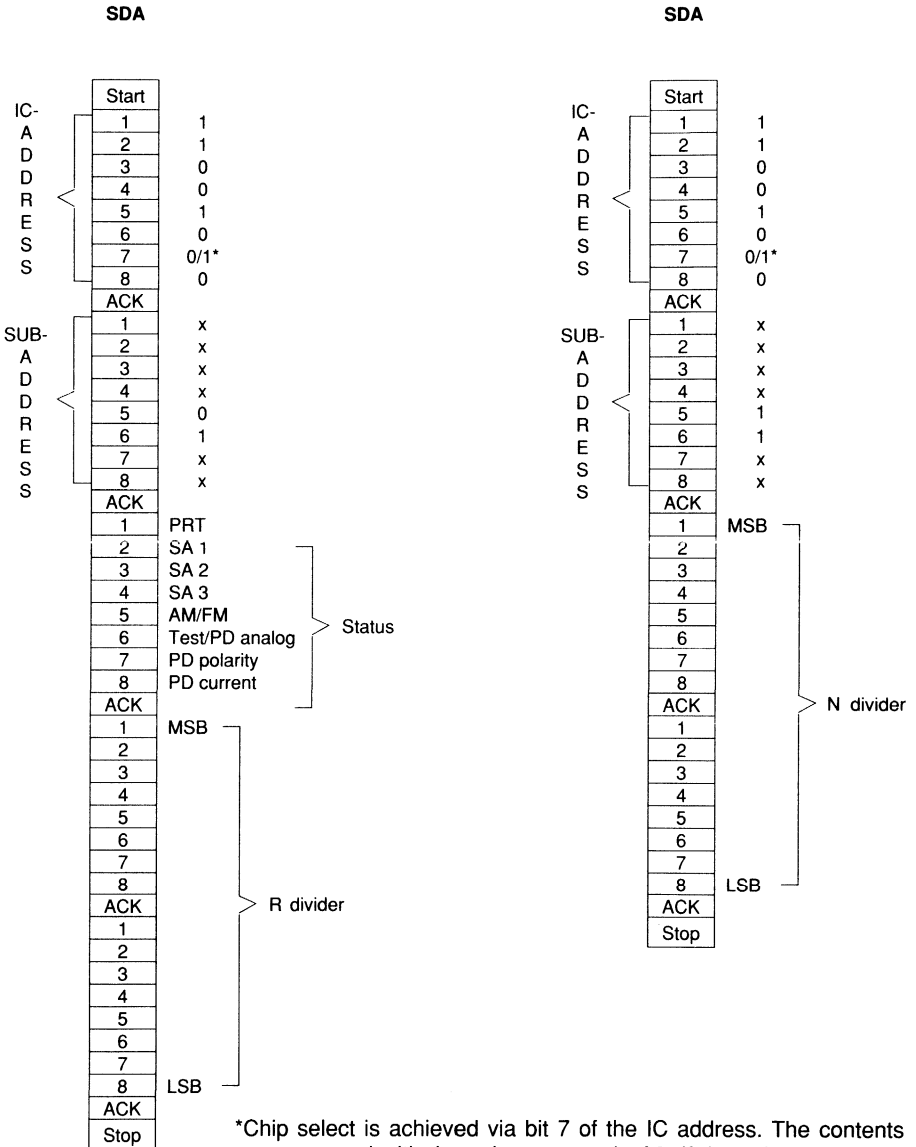 SDA
Start
IC-ADDRESS
1 1
2 1
3 0
4 0
5 1
6 0
7 0/1*
8 0
ACK
SUB-ADDRESS
1 x
2 x
3 x
4 x
5 0
6 1
7 x
8 x
ACK
1 PRT
2 SA 1
3 SA 2
4 SA 3
5 AM/FM
6 Test/PD analog
7 PD polarity
8 PD current
Status
ACK
1 MSB
2
3
4
5
6
7
8
ACK
R divider
1
2
3
4
5
6
7
8 LSB
ACK
Stop
SDA
Start
IC-ADDRESS
1 1
2 1
3 0
4 0
5 1
6 0
7 0/1*
8 0
ACK
SUB-ADDRESS
1 x
2 x
3 x
4 x
5 1
6 1
7 x
8 x
ACK
1 MSB
2
3
4
5
6
7
8
ACK
N divider
1
2
3
4
5
6
7
8 LSB
ACK
Stop
*Chip select is achieved via bit 7 of the IC address. The contents